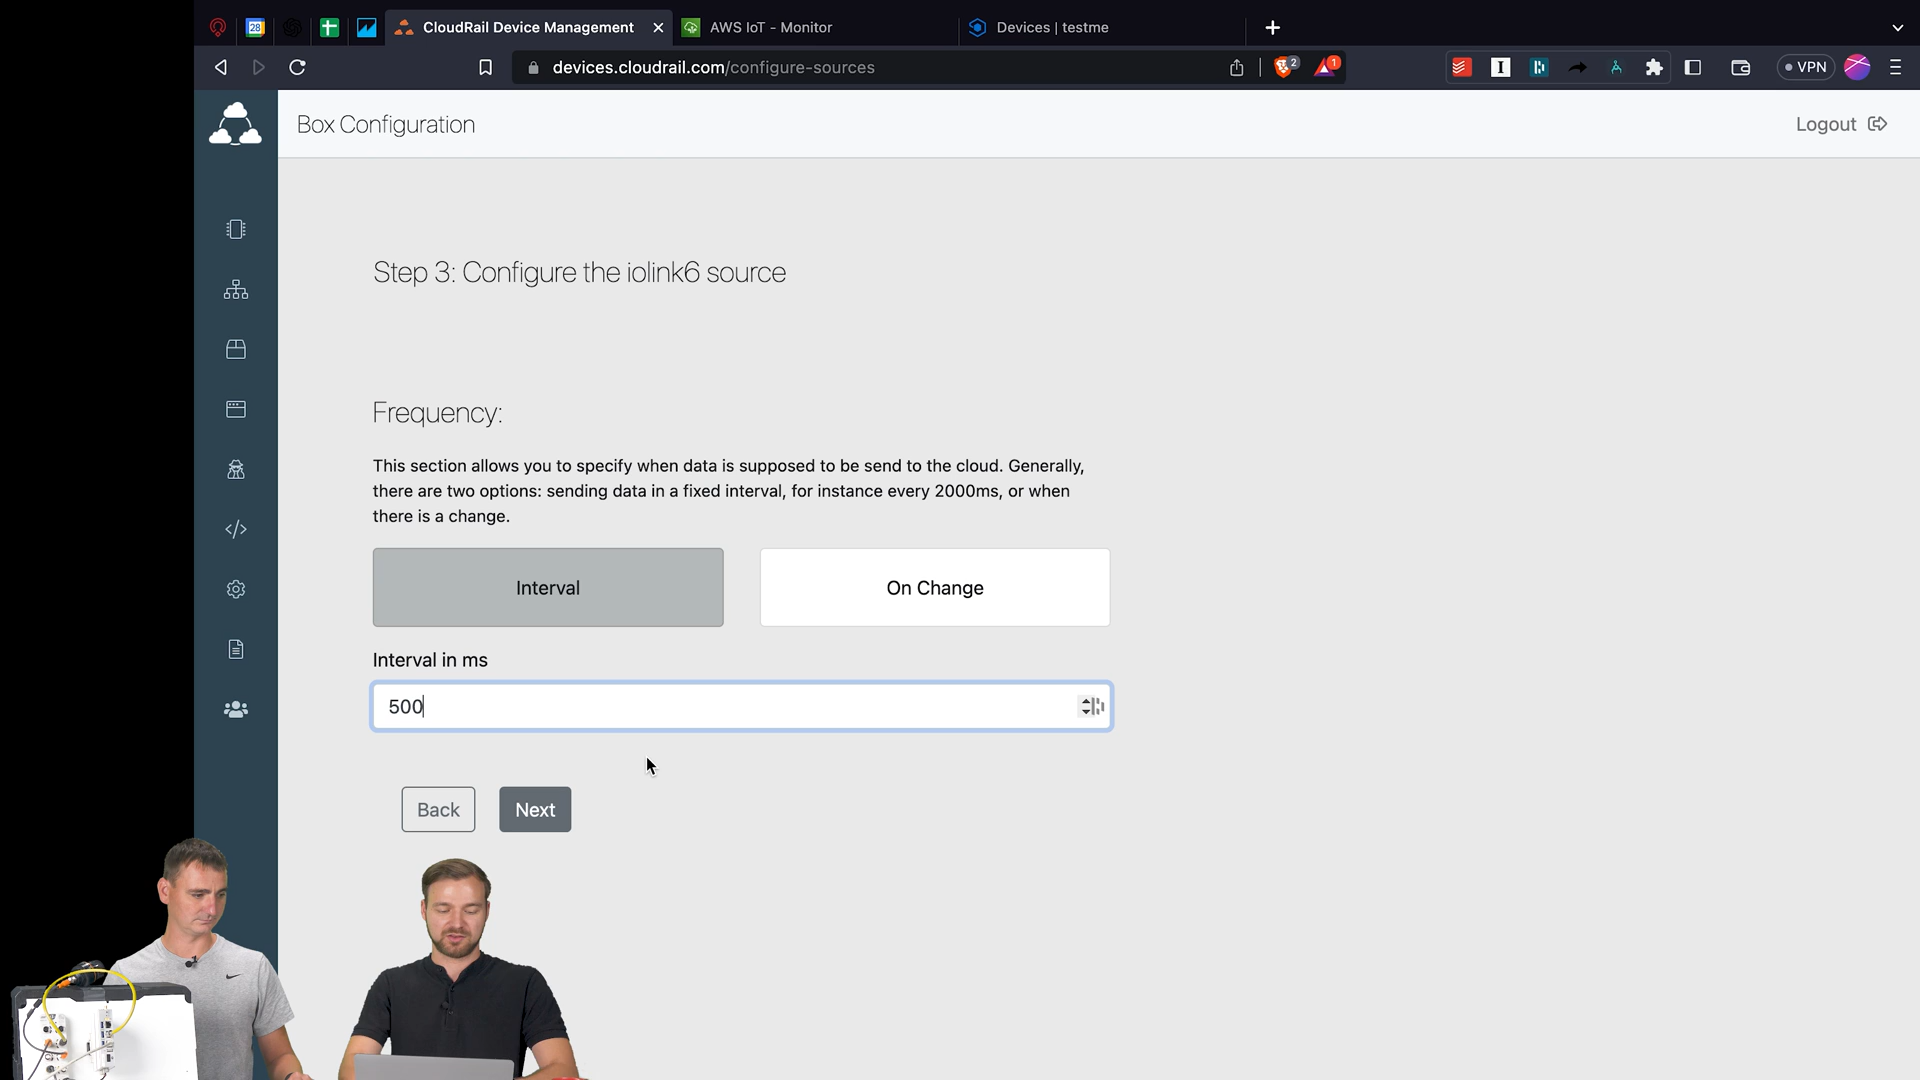 28
CloudRail Device Management
AWS IoT - Monitor
Devices | testme
devices.cloudrail.com/configure-sources
2
1
VPN
Box Configuration
Logout
Step 3: Configure the iolink6 source
Frequency:
This section allows you to specify when data is supposed to be send to the cloud. Generally,
there are two options: sending data in a fixed interval, for instance every 2000ms, or when
there is a change.
Interval
On Change
Interval in ms
500
Back
Next